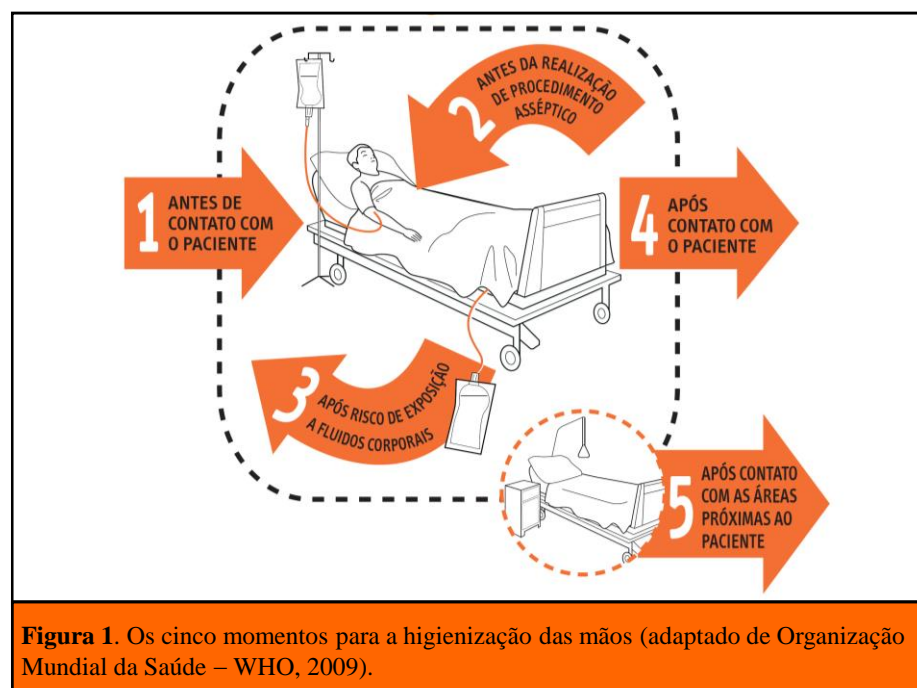 1 ANTES DE
CONTATO COM
O PACIENTE
2 ANTES DA REALIZAÇÃO
DE PROCEDIMENTO
ASSÉPTICO
3 APÓS RISCO DE EXPOSIÇÃO
A FLUIDOS CORPORAIS
4 APÓS
CONTATO COM
O PACIENTE
5 APÓS CONTATO
COM AS ÁREAS
PRÓXIMAS AO
PACIENTE
Figura 1. Os cinco momentos para a higienização das mãos (adaptado de Organização
Mundial da Saúde – WHO, 2009).